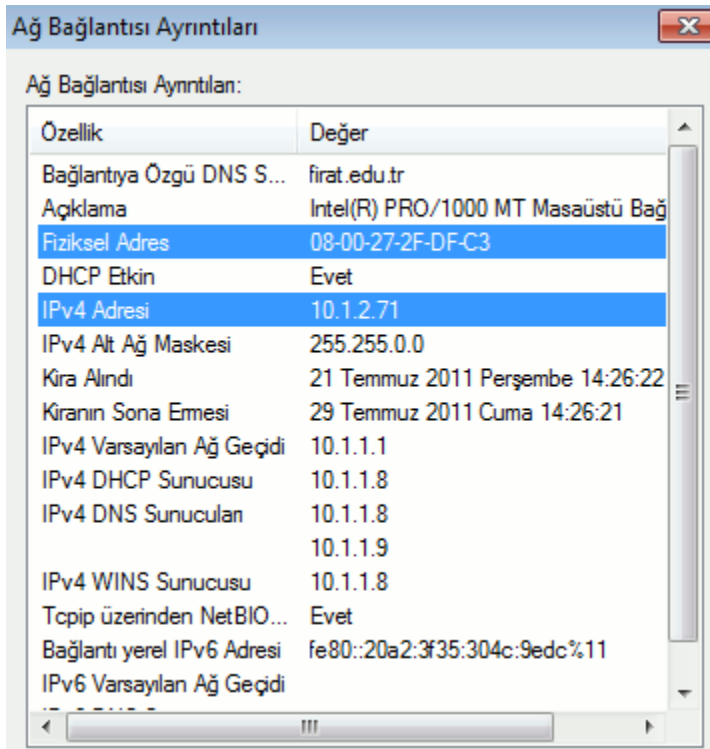 Ağ Bağlantısı Ayrıntıları
Ağ Bağlantısı Ayrıntıları:
Özellik Değer
Bağlantıya Özgü DNS S... firat.edu.tr
Açıklama Intel(R) PRO/1000 MT Masaüstü Bağ
Fiziksel Adres 08-00-27-2F-DF-C3
DHCP Etkin Evet
IPv4 Adresi 10.1.2.71
IPv4 Alt Ağ Maskesi 255.255.0.0
Kira Alındı 21 Temmuz 2011 Perşembe 14:26:22
Kiranın Sona Ermesi 29 Temmuz 2011 Cuma 14:26:21
IPv4 Varsayılan Ağ Geçidi 10.1.1.1
IPv4 DHCP Sunucusu 10.1.1.8
IPv4 DNS Sunucuları 10.1.1.8
10.1.1.9
IPv4 WINS Sunucusu 10.1.1.8
Tcpip üzerinden NetBIO... Evet
Bağlantı yerel IPv6 Adresi fe80::20a2:3f35:304c:9edc%11
IPv6 Varsayılan Ağ Geçidi